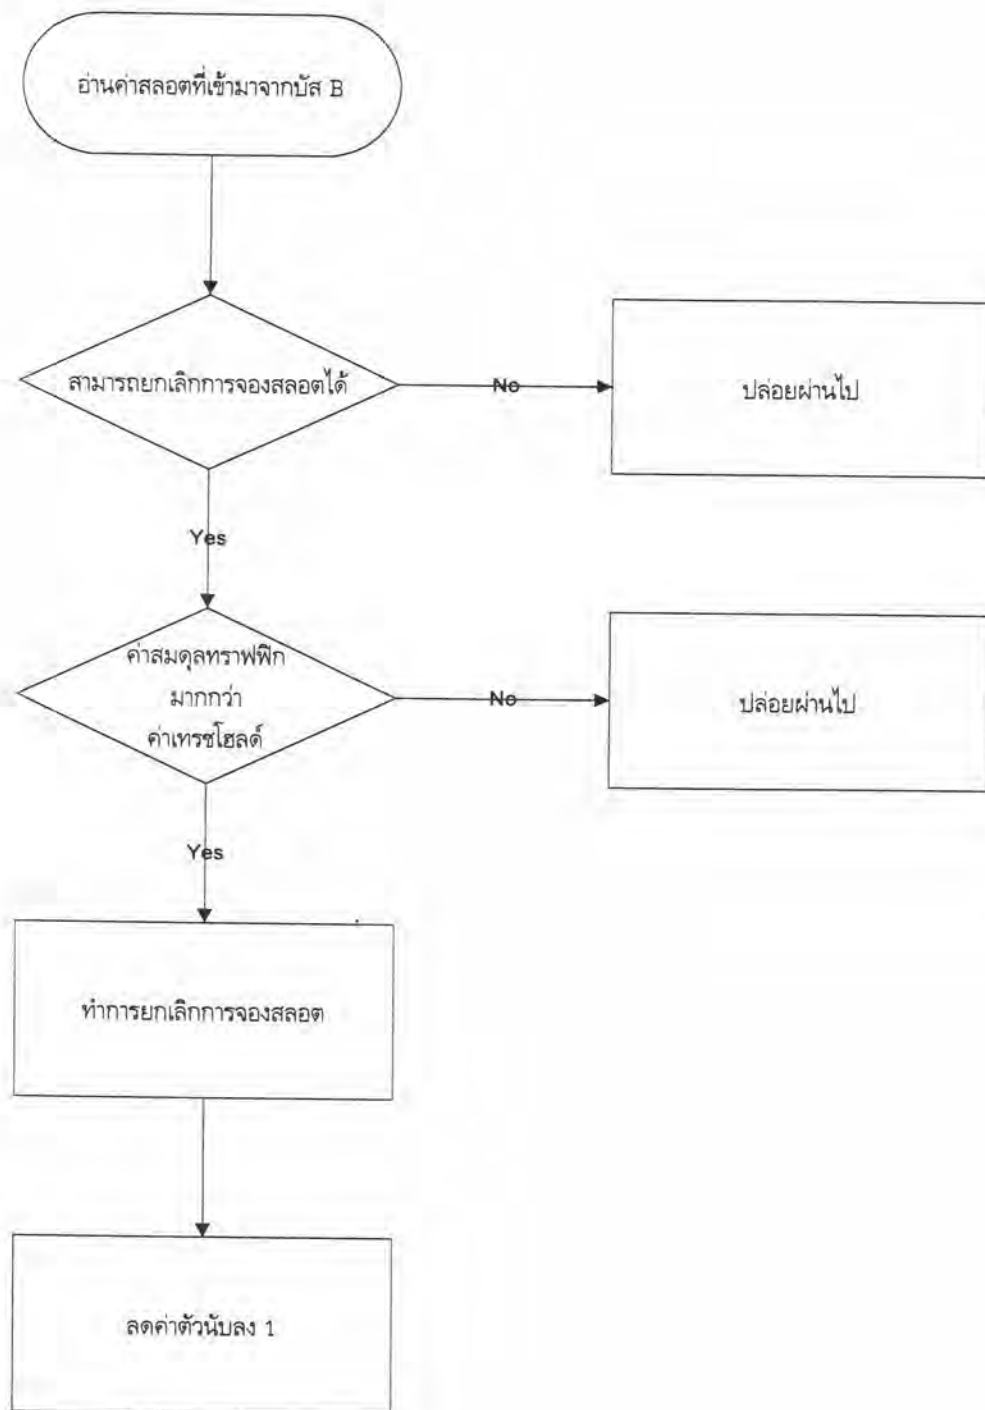 อ่านค่าสลอตที่เข้ามาจากบัส B
สามารถยกเลิกการจองสลอตได้
No
ปล่อยผ่านไป
Yes
ค่าสมดุลทราฟฟิก
มากกว่า
ค่าเทรชโฮลด์
No
ปล่อยผ่านไป
Yes
ทำการยกเลิกการจองสลอต
ลดค่าตัวนับลง 1